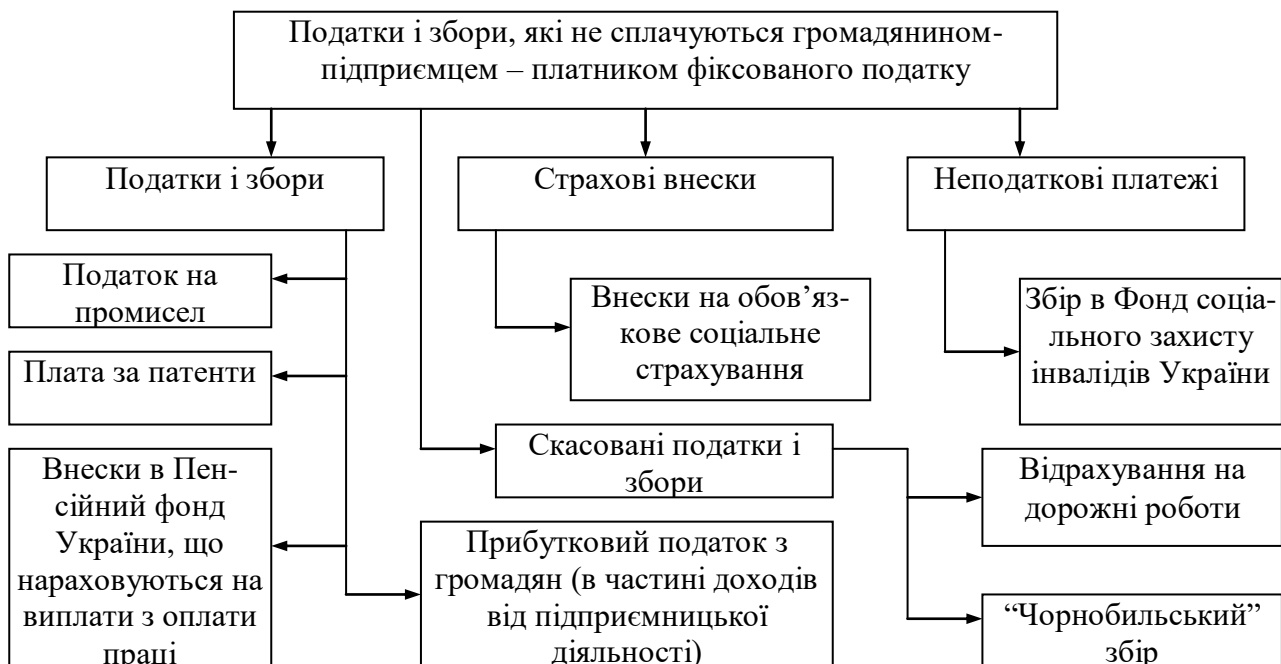 Податки і збори, які не сплачуються громадянином-
підприємцем – платником фіксованого податку
Податки і збори
Страхові внески
Неподаткові платежі
Податок на
промисел
Внески на обов’яз-
кове соціальне
страхування
Збір в Фонд соціа-
льного захисту
інвалідів України
Плата за патенти
Скасовані податки і
збори
Внески в Пен-
сійний фонд
України, що
нараховуються на
виплати з оплати
праці
Відрахування на
дорожні роботи
Прибутковий податок з
громадян (в частині доходів
від підприємницької
діяльності)
“Чорнобильський”
збір